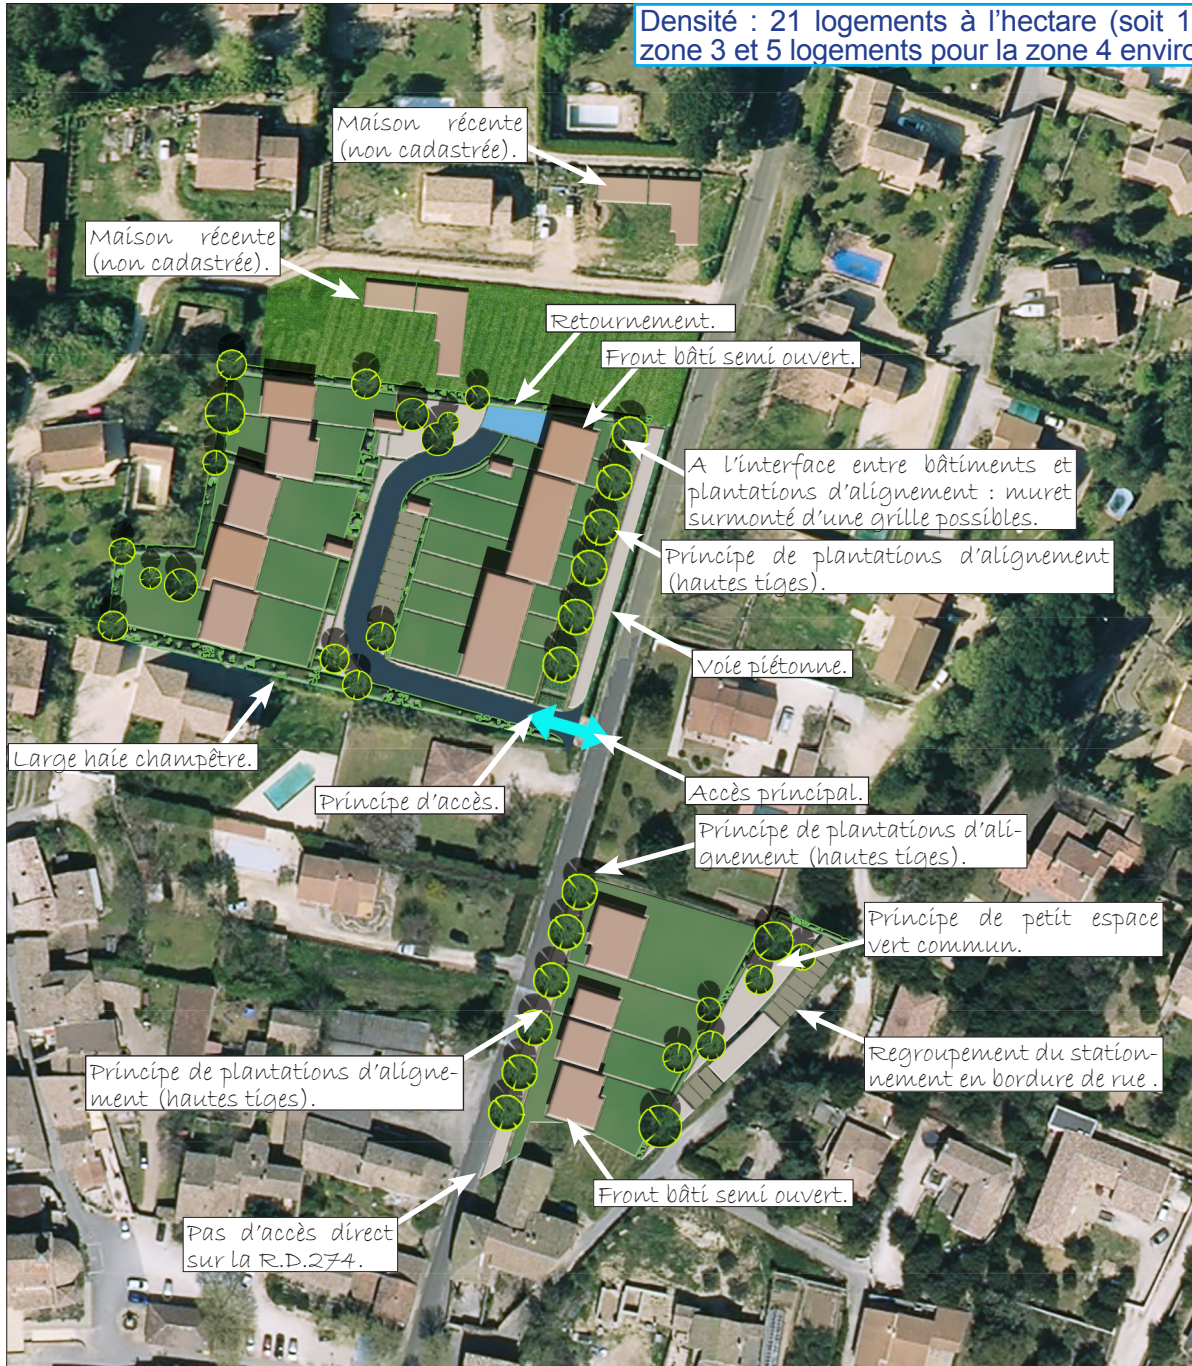 Densité : 21 logements à l'hectare (soit 1
zone 3 et 5 logements pour la zone 4 enviro
Maison récente
(non cadastrée).
Maison récente
(non cadastrée).
Retournement.
Front bâti semi ouvert.
A l'interface entre bâtiments et
plantations d'alignement : muret
surmonté d'une grille possibles.
Principe de plantations d'alignement
(hautes tiges).
Voie piétonne.
Large haie champêtre.
Principe d'accès.
Accès principal.
Principe de plantations d'ali-
gnement (hautes tiges).
Principe de petit espace
vert commun.
Regroupement du station-
nement en bordure de rue .
Principe de plantations d'aligne-
ment (hautes tiges).
Front bâti semi ouvert.
Pas d'accès direct
sur la R.D.274.